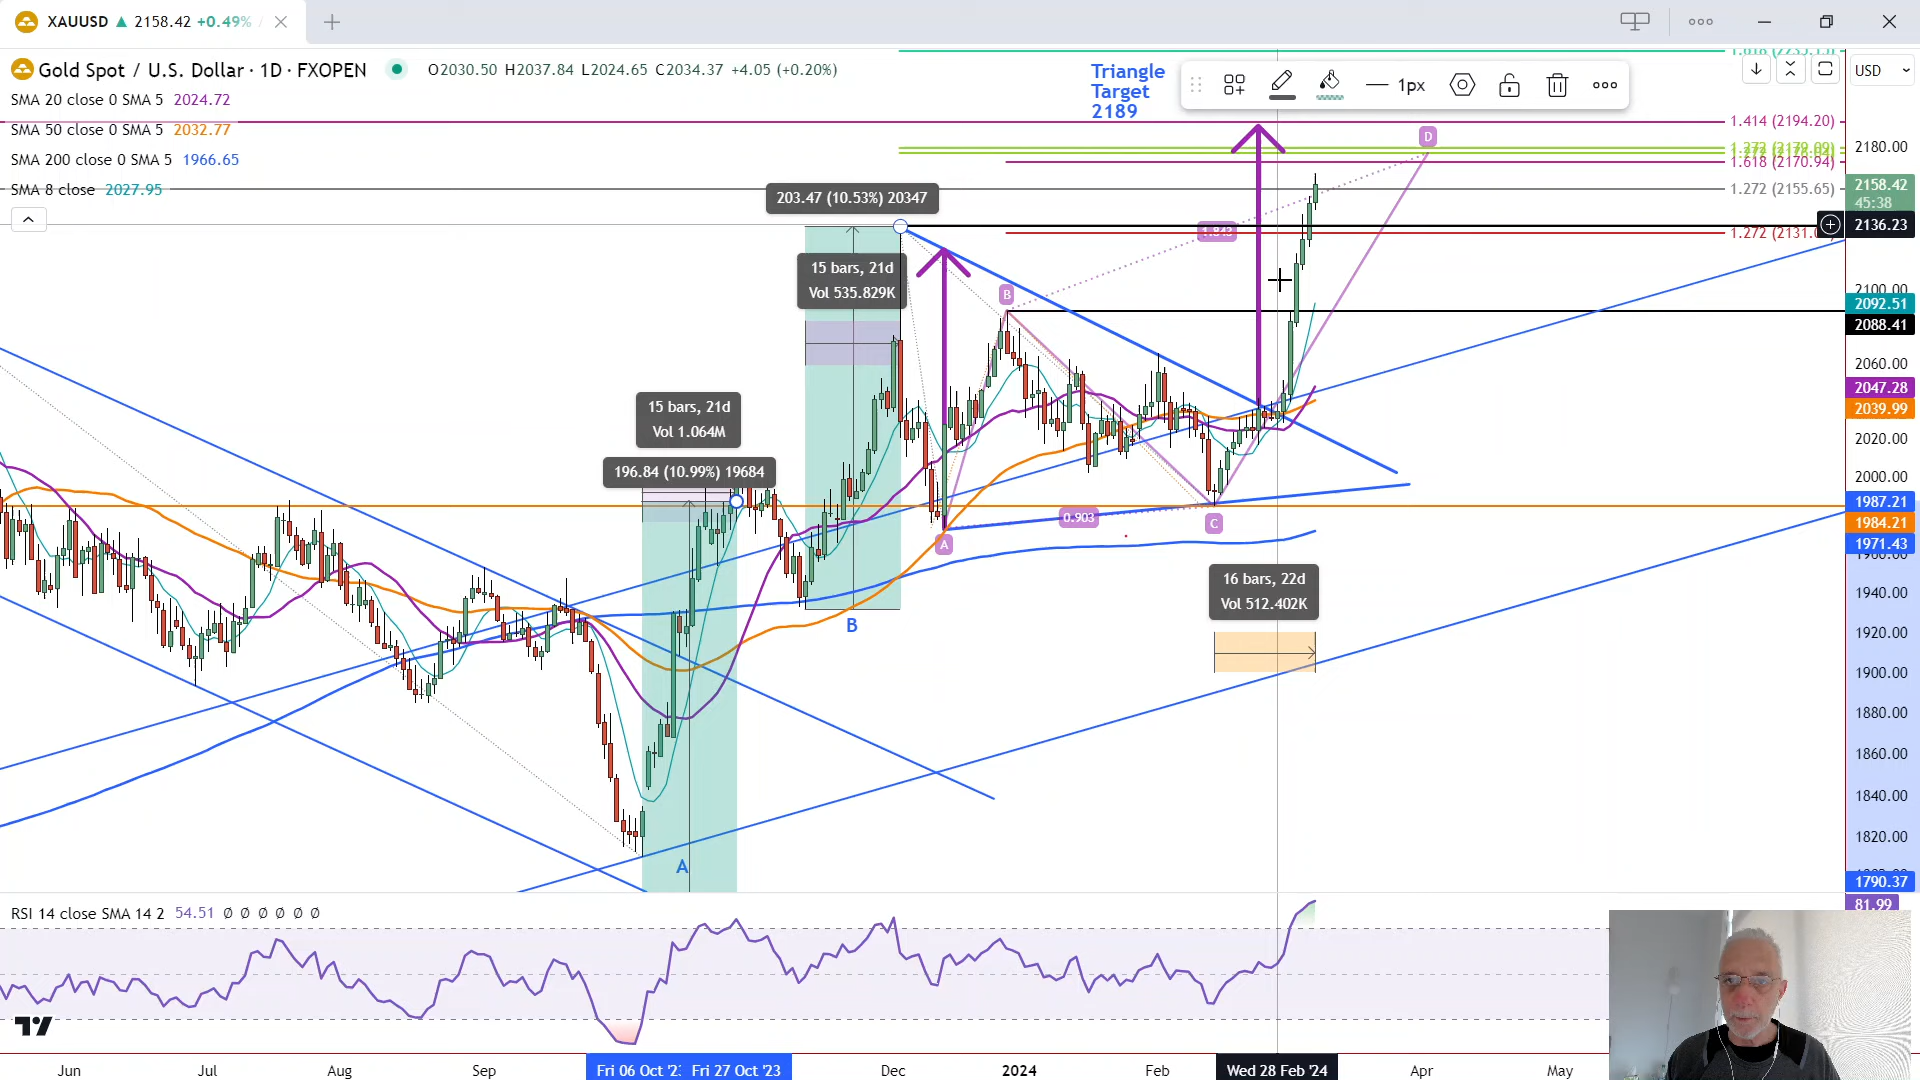 XAUUSD ▲ 2158.42 +0.49% /
Gold Spot / U.S. Dollar · 1D · FXOPEN
O2030.50 H2037.84 L2024.65 C2034.37 +4.05 (+0.20%)
SMA 20 close 0 SMA 5 2024.72
SMA 50 close 0 SMA 5 2032.77
SMA 200 close 0 SMA 5 1966.65
SMA 8 close 2027.95
Triangle
Target
2189
1px
USD
1.414 (2194.20)
1.618 (2170.94)
1.272 (2155.65)
D
203.47 (10.53%) 20347
15 bars, 21d
Vol 535.829K
B
15 bars, 21d
Vol 1.064M
196.84 (10.99%) 19684
0.903
A
C
16 bars, 22d
Vol 512.402K
B
A
2180.00
2158.42
45:38
2136.23
2100.00
2092.51
2088.41
2060.00
2047.28
2039.99
2020.00
2000.00
1987.21
1984.21
1971.43
1960.00
1940.00
1920.00
1900.00
1880.00
1860.00
1840.00
1820.00
1790.37
81.99
RSI 14 close SMA 14 2 54.51 Ø Ø Ø Ø Ø Ø
Jun Jul Aug Sep Fri 06 Oct '2 Fri 27 Oct '23 Dec 2024 Feb Wed 28 Feb '24 Apr May